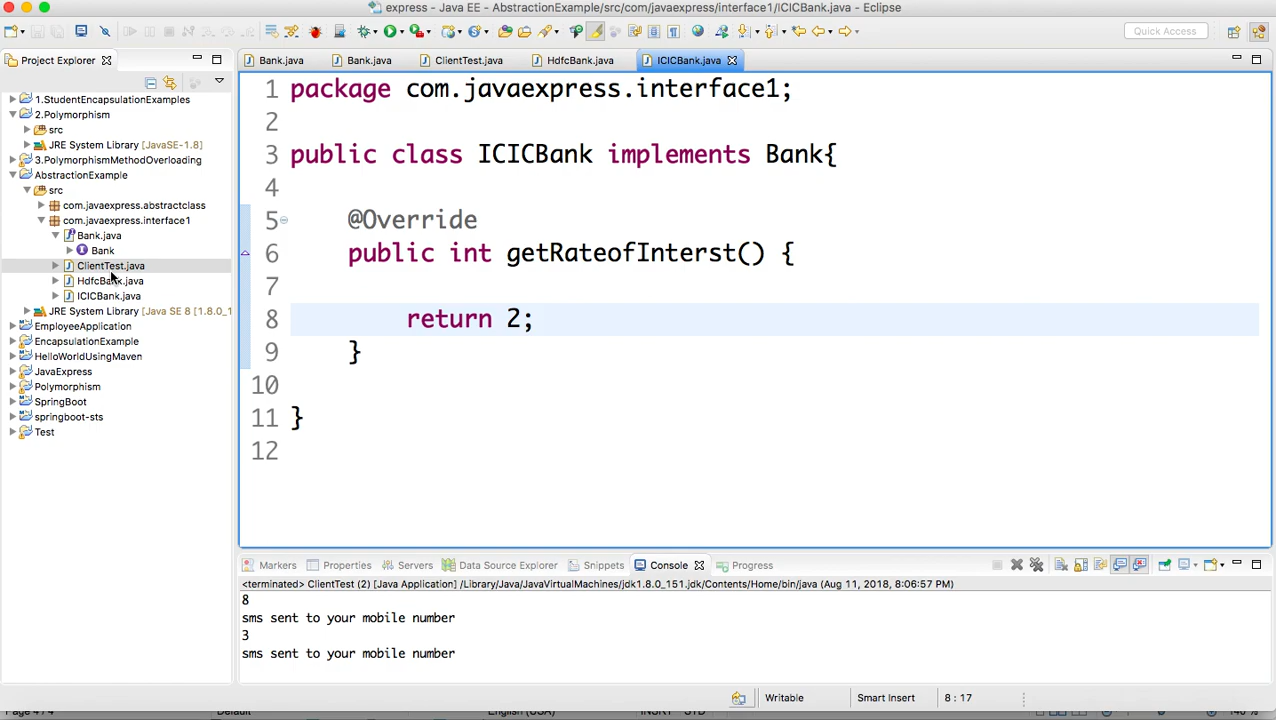 express - Java EE - AbstractionExample/src/com/javaexpress/interface1/ICICBank.java - Eclipse
Quick Access
Project Explorer
Bank.java
Bank.java
ClientTest.java
HdfcBank.java
ICICBank.java
1.StudentEncapsulationExamples
2.Polymorphism
src
JRE System Library [JavaSE-1.8]
3.PolymorphismMethodOverloading
AbstractionExample
src
com.javaexpress.abstractclass
com.javaexpress.interface1
Bank.java
Bank
ClientTest.java
HdfcBank.java
ICICBank.java
JRE System Library [Java SE 8 [1.8.0_1
EmployeeApplication
EncapsulationExample
HelloWorldUsingMaven
JavaExpress
Polymorphism
SpringBoot
springboot-sts
Test
1 package com.javaexpress.interface1;
2
3 public class ICICBank implements Bank{
4
5 @Override
6 public int getRateofInterst() {
7
8 return 2;
9 }
10
11 }
12
Markers
Properties
Servers
Data Source Explorer
Snippets
Console
Progress
<terminated> ClientTest (2) [Java Application] /Library/Java/JavaVirtualMachines/jdk1.8.0_151.jdk/Contents/Home/bin/java (Aug 11, 2018, 8:06:57 PM)
8
sms sent to your mobile number
3
sms sent to your mobile number
Writable
Smart Insert
8 : 17